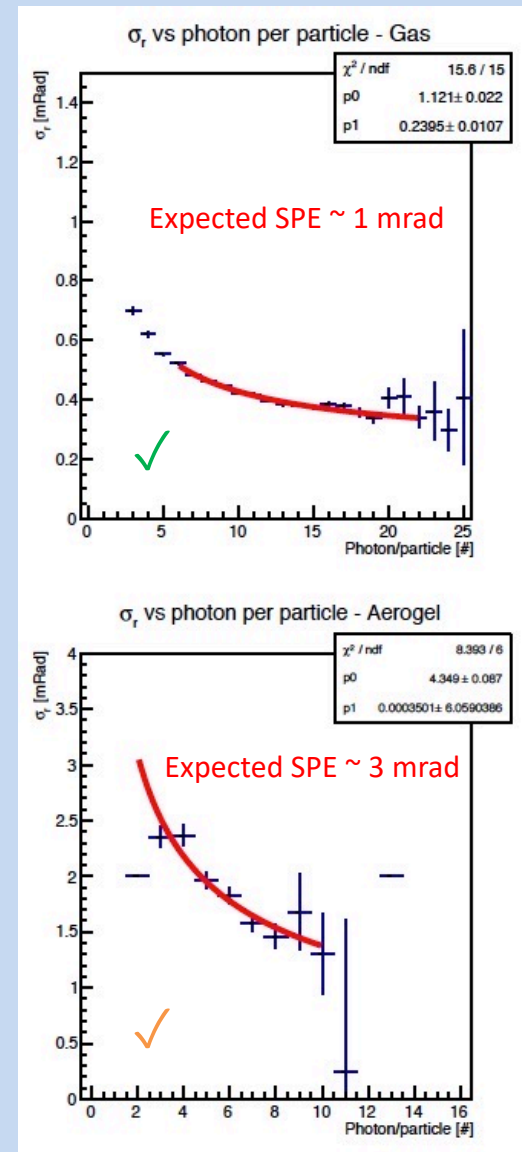 σr vs photon per particle - Gas
χ² / ndf 15.6 / 15
p0 1.121± 0.022
p1 0.2395± 0.0107
σr [mRad]
1.4
1.2
1
0.8
0.6
0.4
0.2
0
Expected SPE ~ 1 mrad
✓
0 5 10 15 20 25
Photon/particle [#]
σr vs photon per particle - Aerogel
χ² / ndf 8.393 / 6
p0 4.349 ± 0.087
p1 0.0003501± 6.0590386
σr [mRad]
4
3.5
3
2.5
2
1.5
1
0.5
0
Expected SPE ~ 3 mrad
✓
0 2 4 6 8 10 12 14 16
Photon/particle [#]